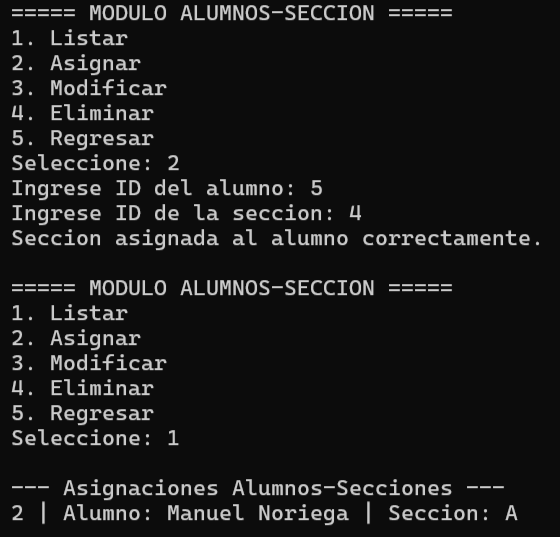 ===== MODULO ALUMNOS-SECCION =====
1. Listar
2. Asignar
3. Modificar
4. Eliminar
5. Regresar
Seleccione: 2
Ingrese ID del alumno: 5
Ingrese ID de la seccion: 4
Seccion asignada al alumno correctamente.

===== MODULO ALUMNOS-SECCION =====
1. Listar
2. Asignar
3. Modificar
4. Eliminar
5. Regresar
Seleccione: 1

--- Asignaciones Alumnos-Secciones ---
2 | Alumno: Manuel Noriega | Seccion: A